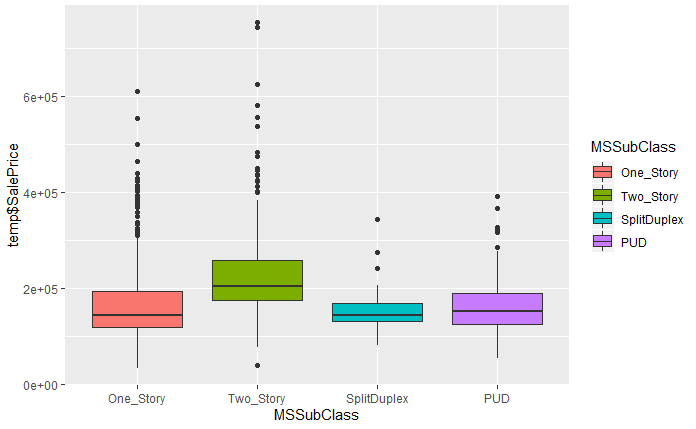 temp$SalePrice
6e+05
4e+05
2e+05
0e+00
One_Story Two_Story SplitDuplex PUD
MSSubClass
MSSubClass
One_Story
Two_Story
SplitDuplex
PUD